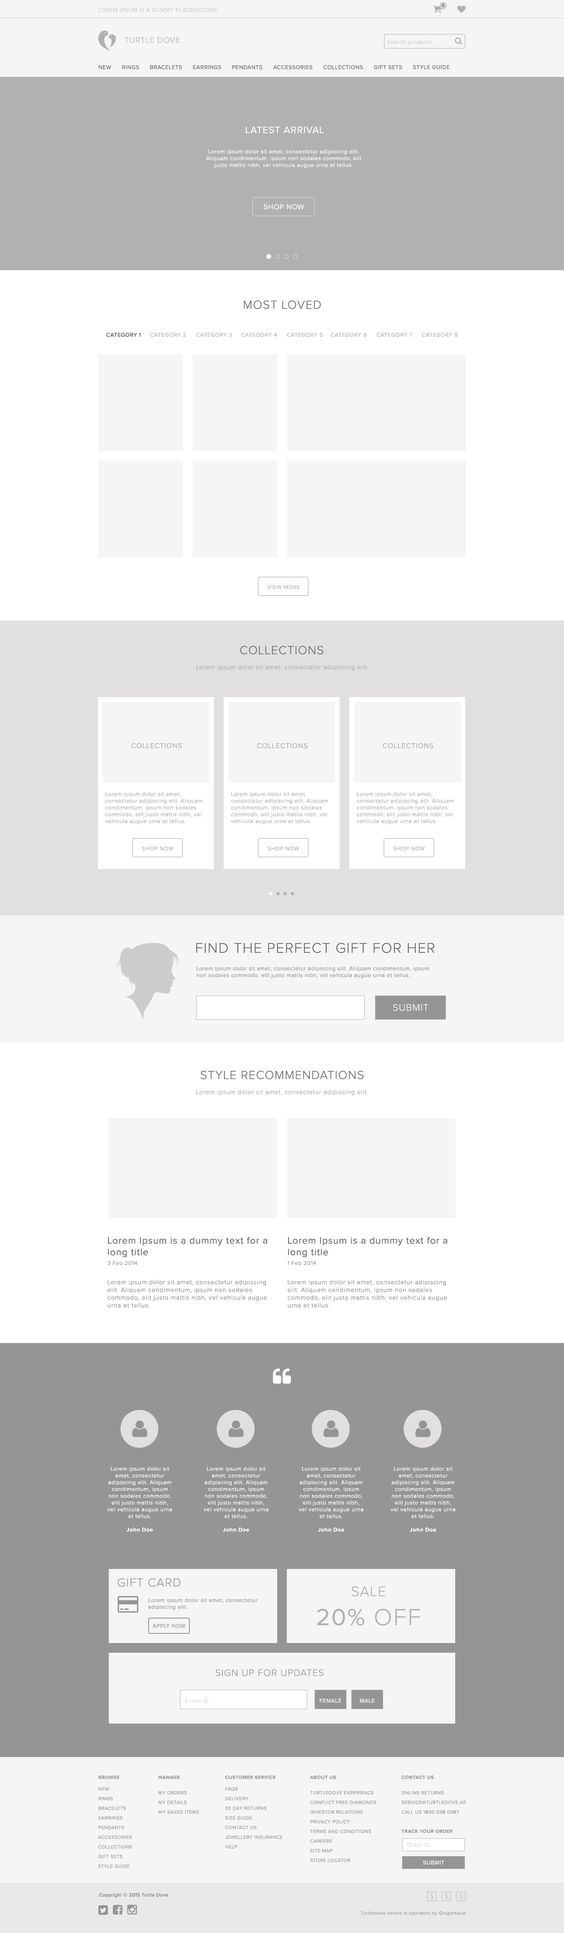 LOREM IPSUM IS A DUMMY PLACEHOLDER
4
TURTLE DOVE
Search products
NEW RINGS BRACELETS EARRINGS PENDANTS ACCESSORIES COLLECTIONS GIFT SETS STYLE GUIDE
LATEST ARRIVAL
Lorem ipsum dolor sit amet, consectetur adipiscing elit.
Aliquam condimentum, ipsum non sodales commodo, elit
justo mattis nibh, vel vehicula augue urna et tellus.
SHOP NOW
MOST LOVED
CATEGORY 1 CATEGORY 2 CATEGORY 3 CATEGORY 4 CATEGORY 5 CATEGORY 6 CATEGORY 7 CATEGORY 8
VIEW MORE
COLLECTIONS
Lorem ipsum dolor sit amet, consectetur adipiscing elit.
COLLECTIONS
Lorem ipsum dolor sit amet,
consectetur adipiscing elit. Aliquam
condimentum, ipsum non sodales
commodo, elit justo mattis nibh, vel
vehicula augue urna et tellus.
SHOP NOW
COLLECTIONS
Lorem ipsum dolor sit amet,
consectetur adipiscing elit. Aliquam
condimentum, ipsum non sodales
commodo, elit justo mattis nibh, vel
vehicula augue urna et tellus.
SHOP NOW
COLLECTIONS
Lorem ipsum dolor sit amet,
consectetur adipiscing elit. Aliquam
condimentum, ipsum non sodales
commodo, elit justo mattis nibh, vel
vehicula augue urna et tellus.
SHOP NOW
FIND THE PERFECT GIFT FOR HER
Lorem ipsum dolor sit amet, consectetur adipiscing elit. Aliquam condimentum, ipsum
non sodales commodo, elit justo mattis nibh, vel vehicula augue urna et tellus.
SUBMIT
STYLE RECOMMENDATIONS
Lorem ipsum dolor sit amet, consectetur adipiscing elit.
Lorem Ipsum is a dummy text for a
long title
3 Feb 2014
Lorem ipsum dolor sit amet, consectetur adipiscing
elit. Aliquam condimentum, ipsum non sodales
commodo, elit justo mattis nibh, vel vehicula augue
urna et tellus.
Lorem Ipsum is a dummy text for a
long title
1 Feb 2014
Lorem ipsum dolor sit amet, consectetur adipiscing
elit. Aliquam condimentum, ipsum non sodales
commodo, elit justo mattis nibh, vel vehicula augue
urna et tellus.
Lorem ipsum dolor sit
amet, consectetur
adipiscing elit. Aliquam
condimentum, ipsum
non sodales commodo,
elit justo mattis nibh,
vel vehicula augue urna
et tellus.
John Doe
Lorem ipsum dolor sit
amet, consectetur
adipiscing elit. Aliquam
condimentum, ipsum
non sodales commodo,
elit justo mattis nibh,
vel vehicula augue urna
et tellus.
John Doe
Lorem ipsum dolor sit
amet, consectetur
adipiscing elit. Aliquam
condimentum, ipsum
non sodales commodo,
elit justo mattis nibh,
vel vehicula augue urna
et tellus.
John Doe
Lorem ipsum dolor sit
amet, consectetur
adipiscing elit. Aliquam
condimentum, ipsum
non sodales commodo,
elit justo mattis nibh,
vel vehicula augue urna
et tellus.
John Doe
GIFT CARD
Lorem ipsum dolor sit amet, consectetur
adipiscing elit.
APPLY NOW
SALE
20% OFF
SIGN UP FOR UPDATES
Email ID
FEMALE MALE
BROWSE
NEW
RINGS
BRACELETS
EARRINGS
PENDANTS
ACCESSORIES
COLLECTIONS
GIFT SETS
STYLE GUIDE
MANAGE
MY ORDERS
MY DETAILS
MY SAVED ITEMS
CUSTOMER SERVICE
FAQS
DELIVERY
30 DAY RETURNS
SIZE GUIDE
CONTACT US
JEWELLERY INSURANCE
HELP
ABOUT US
TURTLEDOVE EXPERIENCE
CONFLICT FREE DIAMONDS
INVESTOR RELATIONS
PRIVACY POLICY
TERMS AND CONDITIONS
CAREERS
SITE MAP
STORE LOCATOR
CONTACT US
ONLINE RETURNS
SERVICE@TURTLEDOVE.AE
CALL US 1800 098 0987
TRACK YOUR ORDER
Order ID
SUBMIT
Copyright © 2015 Turtle Dove
Turtledove estore is operated by Gingersoup